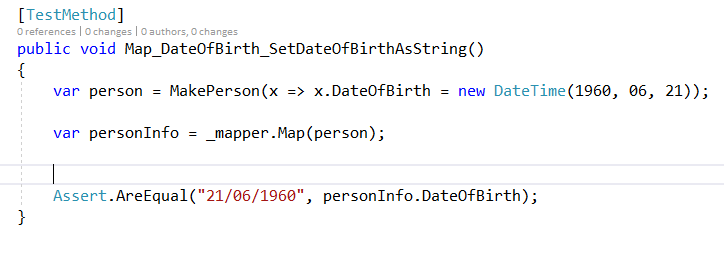 [TestMethod]
0 references | 0 changes | 0 authors, 0 changes
public void Map_DateOfBirth_SetDateOfBirthAsString()
{
var person = MakePerson(x => x.DateOfBirth = new DateTime(1960, 06, 21));
var personInfo = _mapper.Map(person);
Assert.AreEqual("21/06/1960", personInfo.DateOfBirth);
}